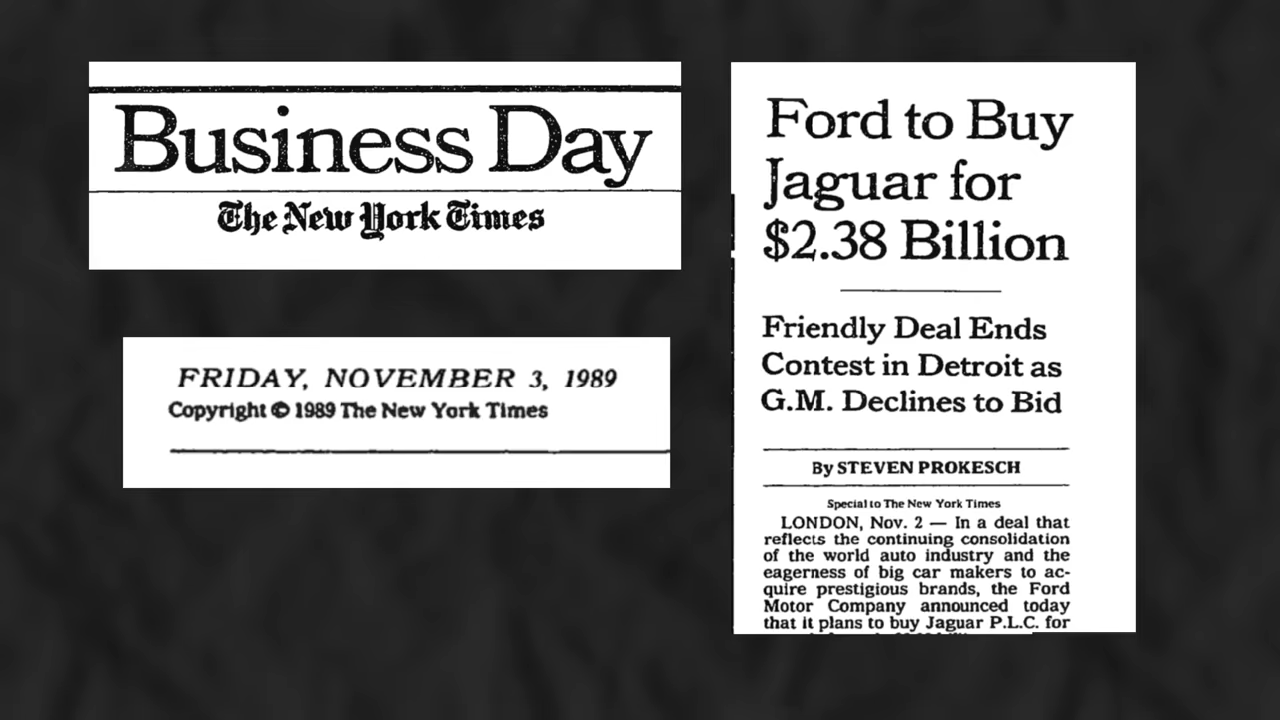 Business Day
The New York Times
FRIDAY, NOVEMBER 3, 1989
Copyright © 1989 The New York Times
Ford to Buy
Jaguar for
$2.38 Billion
Friendly Deal Ends
Contest in Detroit as
G.M. Declines to Bid
By STEVEN PROKESCH
Special to The New York Times
LONDON, Nov. 2 — In a deal that
reflects the continuing consolidation
of the world auto industry and the
eagerness of big car makers to ac-
quire prestigious brands, the Ford
Motor Company announced today
that it plans to buy Jaguar P.L.C. for